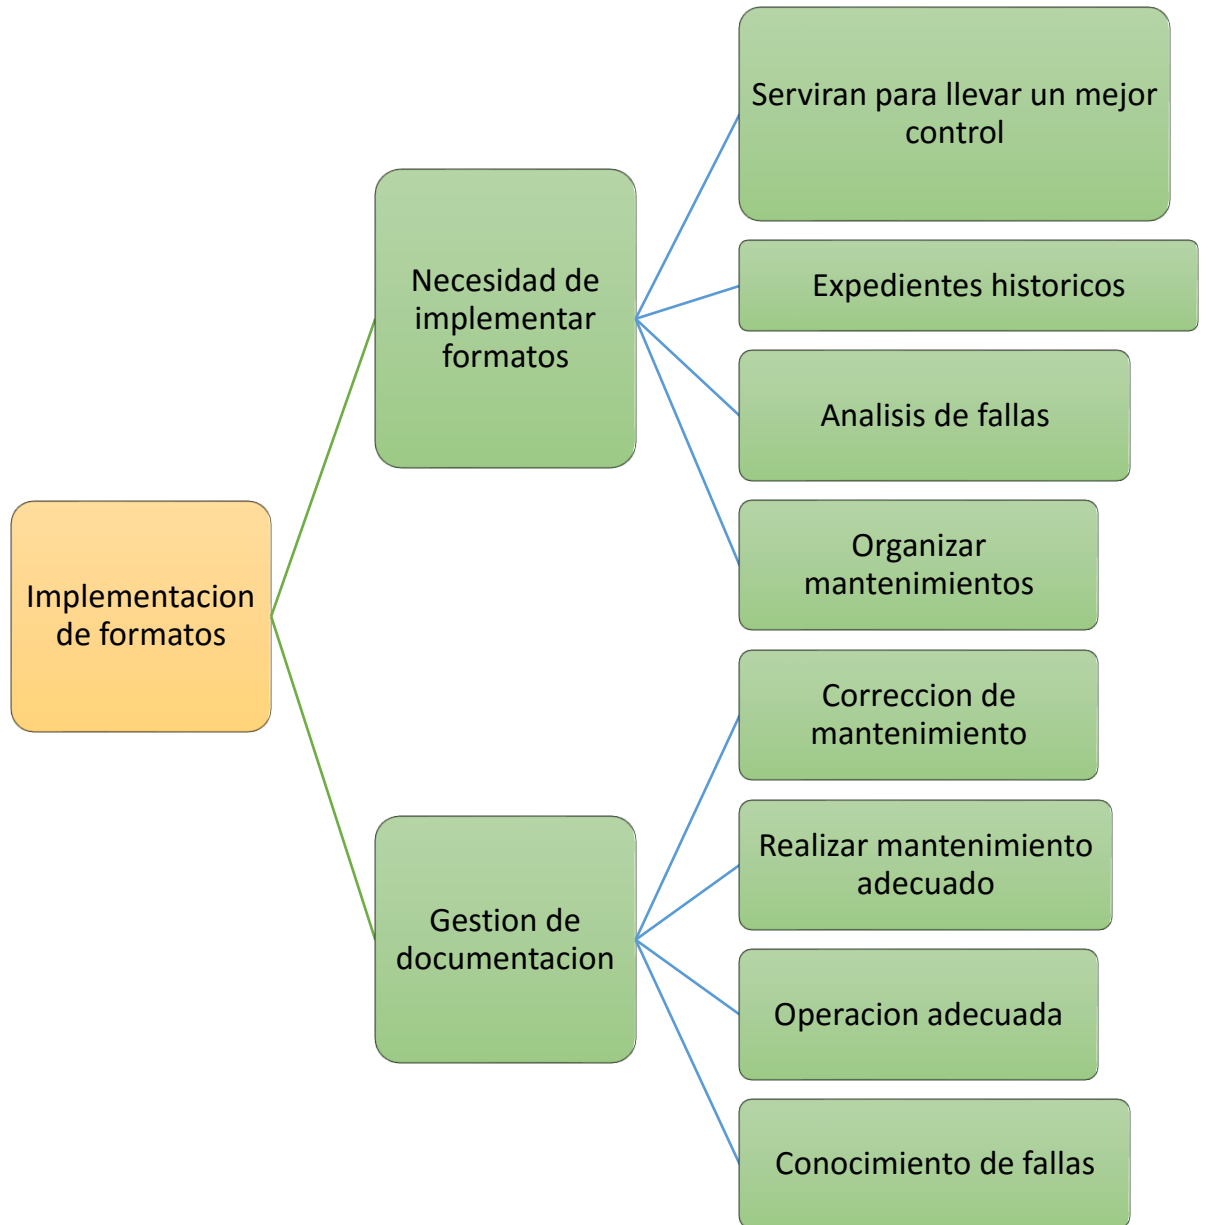 Implementacion
de formatos
Necesidad de
implementar
formatos
Serviran para llevar un mejor
control
Expedientes historicos
Analisis de fallas
Organizar
mantenimientos
Gestion de
documentacion
Correccion de
mantenimiento
Realizar mantenimiento
adecuado
Operacion adecuada
Conocimiento de fallas